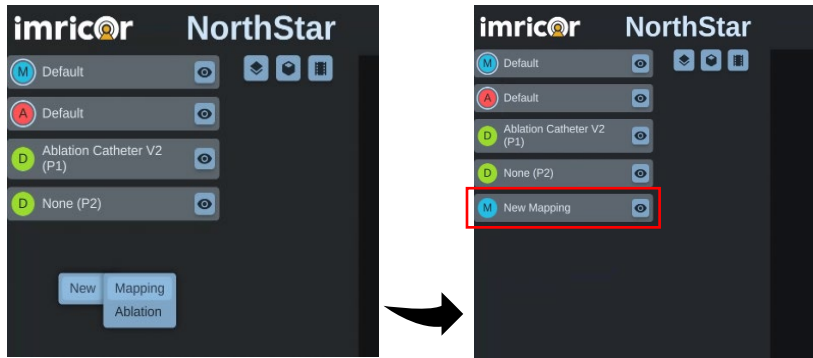 imricor NorthStar
M Default
A Default
D Ablation Catheter V2
(P1)
D None (P2)
New Mapping
Ablation
imricor NorthStar
M Default
A Default
D Ablation Catheter V2
(P1)
D None (P2)
M New Mapping